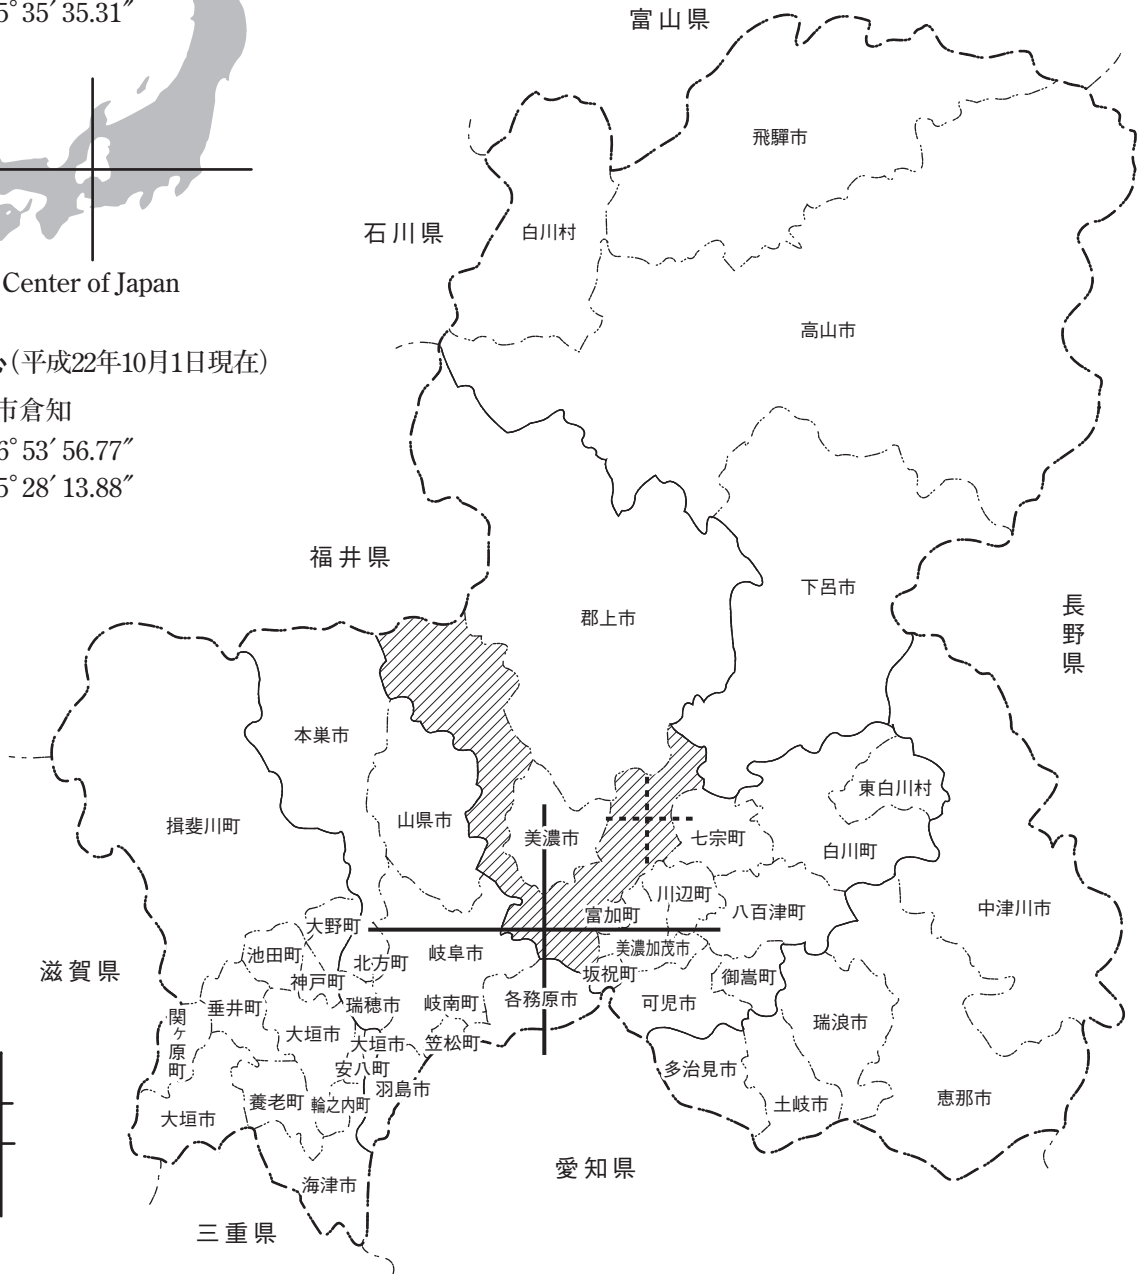 5° 35′ 35.31″
Center of Japan
(平成22年10月1日現在)
市倉知
6° 53′ 56.77″
5° 28′ 13.88″
富山県
石川県
福井県
長野県
滋賀県
三重県
愛知県
飛騨市
白川村
高山市
下呂市
郡上市
本巣市
山県市
揖斐川町
美濃市
七宗町
東白川村
白川町
川辺町
富加町
八百津町
中津川市
大野町
池田町
北方町
岐阜市
美濃加茂市
神戸町
坂祝町
御嵩町
垂井町
瑞穂市
岐南町
各務原市
可児市
関ヶ原町
大垣市
大垣市
笠松町
瑞浪市
安八町
羽島市
多治見市
養老町
輪之内町
大垣市
土岐市
恵那市
海津市